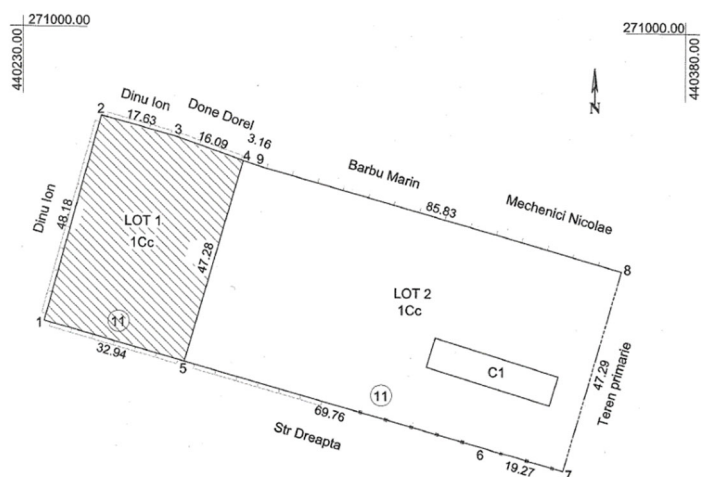 271000.00
440230.00
271000.00
440380.00
N
Dinu Ion
17.63
Done Dorel
16.09
3.16
2
3
4 9
Barbu Marin
85.83
Mechenici Nicolae
8
Dinu Ion
48.18
LOT 1
1Cc
47.28
LOT 2
1Cc
C1
47.29
Teren primarie
1
11
32.94
5
69.76
11
6
19.27
7
Str Dreapta